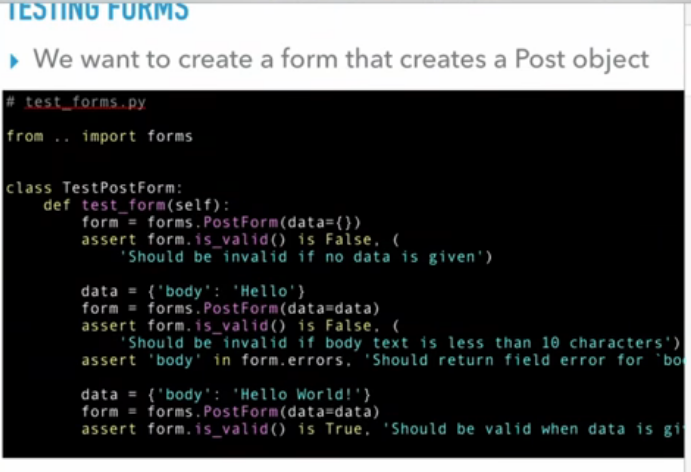 TESTING FORMS
▸ We want to create a form that creates a Post object
# test_forms.py
from .. import forms
class TestPostForm:
    def test_form(self):
        form = forms.PostForm(data={})
        assert form.is_valid() is False, (
            'Should be invalid if no data is given')
        data = {'body': 'Hello'}
        form = forms.PostForm(data=data)
        assert form.is_valid() is False, (
            'Should be invalid if body text is less than 10 characters')
        assert 'body' in form.errors, 'Should return field error for `bo
        data = {'body': 'Hello World!'}
        form = forms.PostForm(data=data)
        assert form.is_valid() is True, 'Should be valid when data is gi